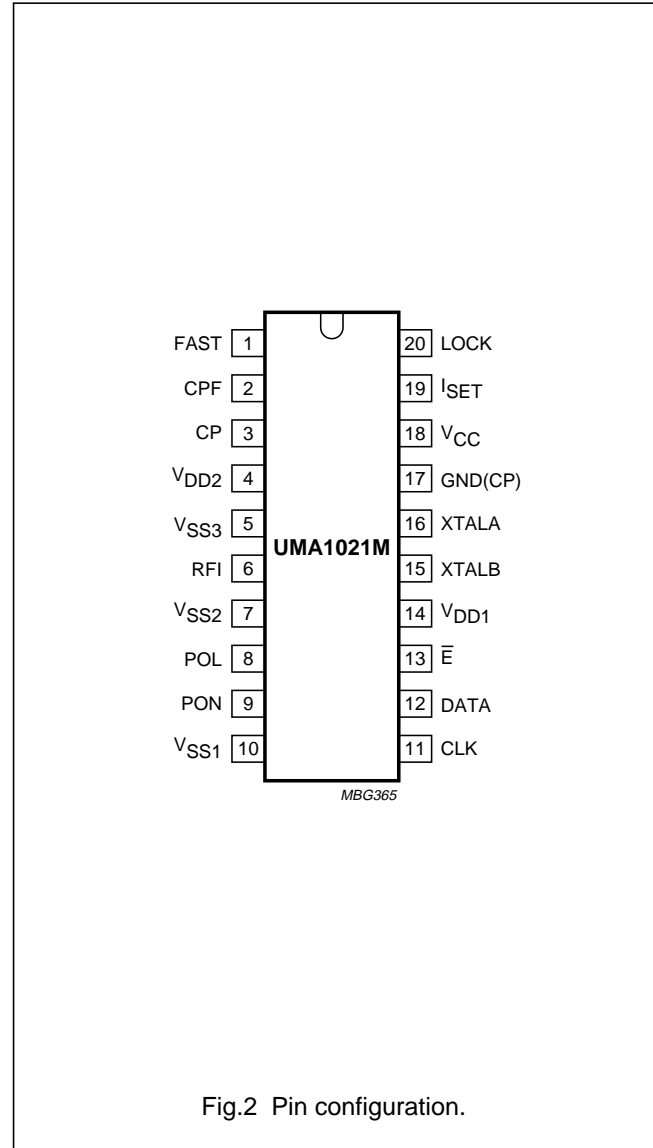 FAST 1 20 LOCK
CPF 2 19 ISET
CP 3 18 VCC
VDD2 4 17 GND(CP)
VSS3 5 16 XTALA
UMA1021M
RFI 6 15 XTALB
VSS2 7 14 VDD1
POL 8 13 E̅
PON 9 12 DATA
VSS1 10 11 CLK
MBG365
Fig.2 Pin configuration.